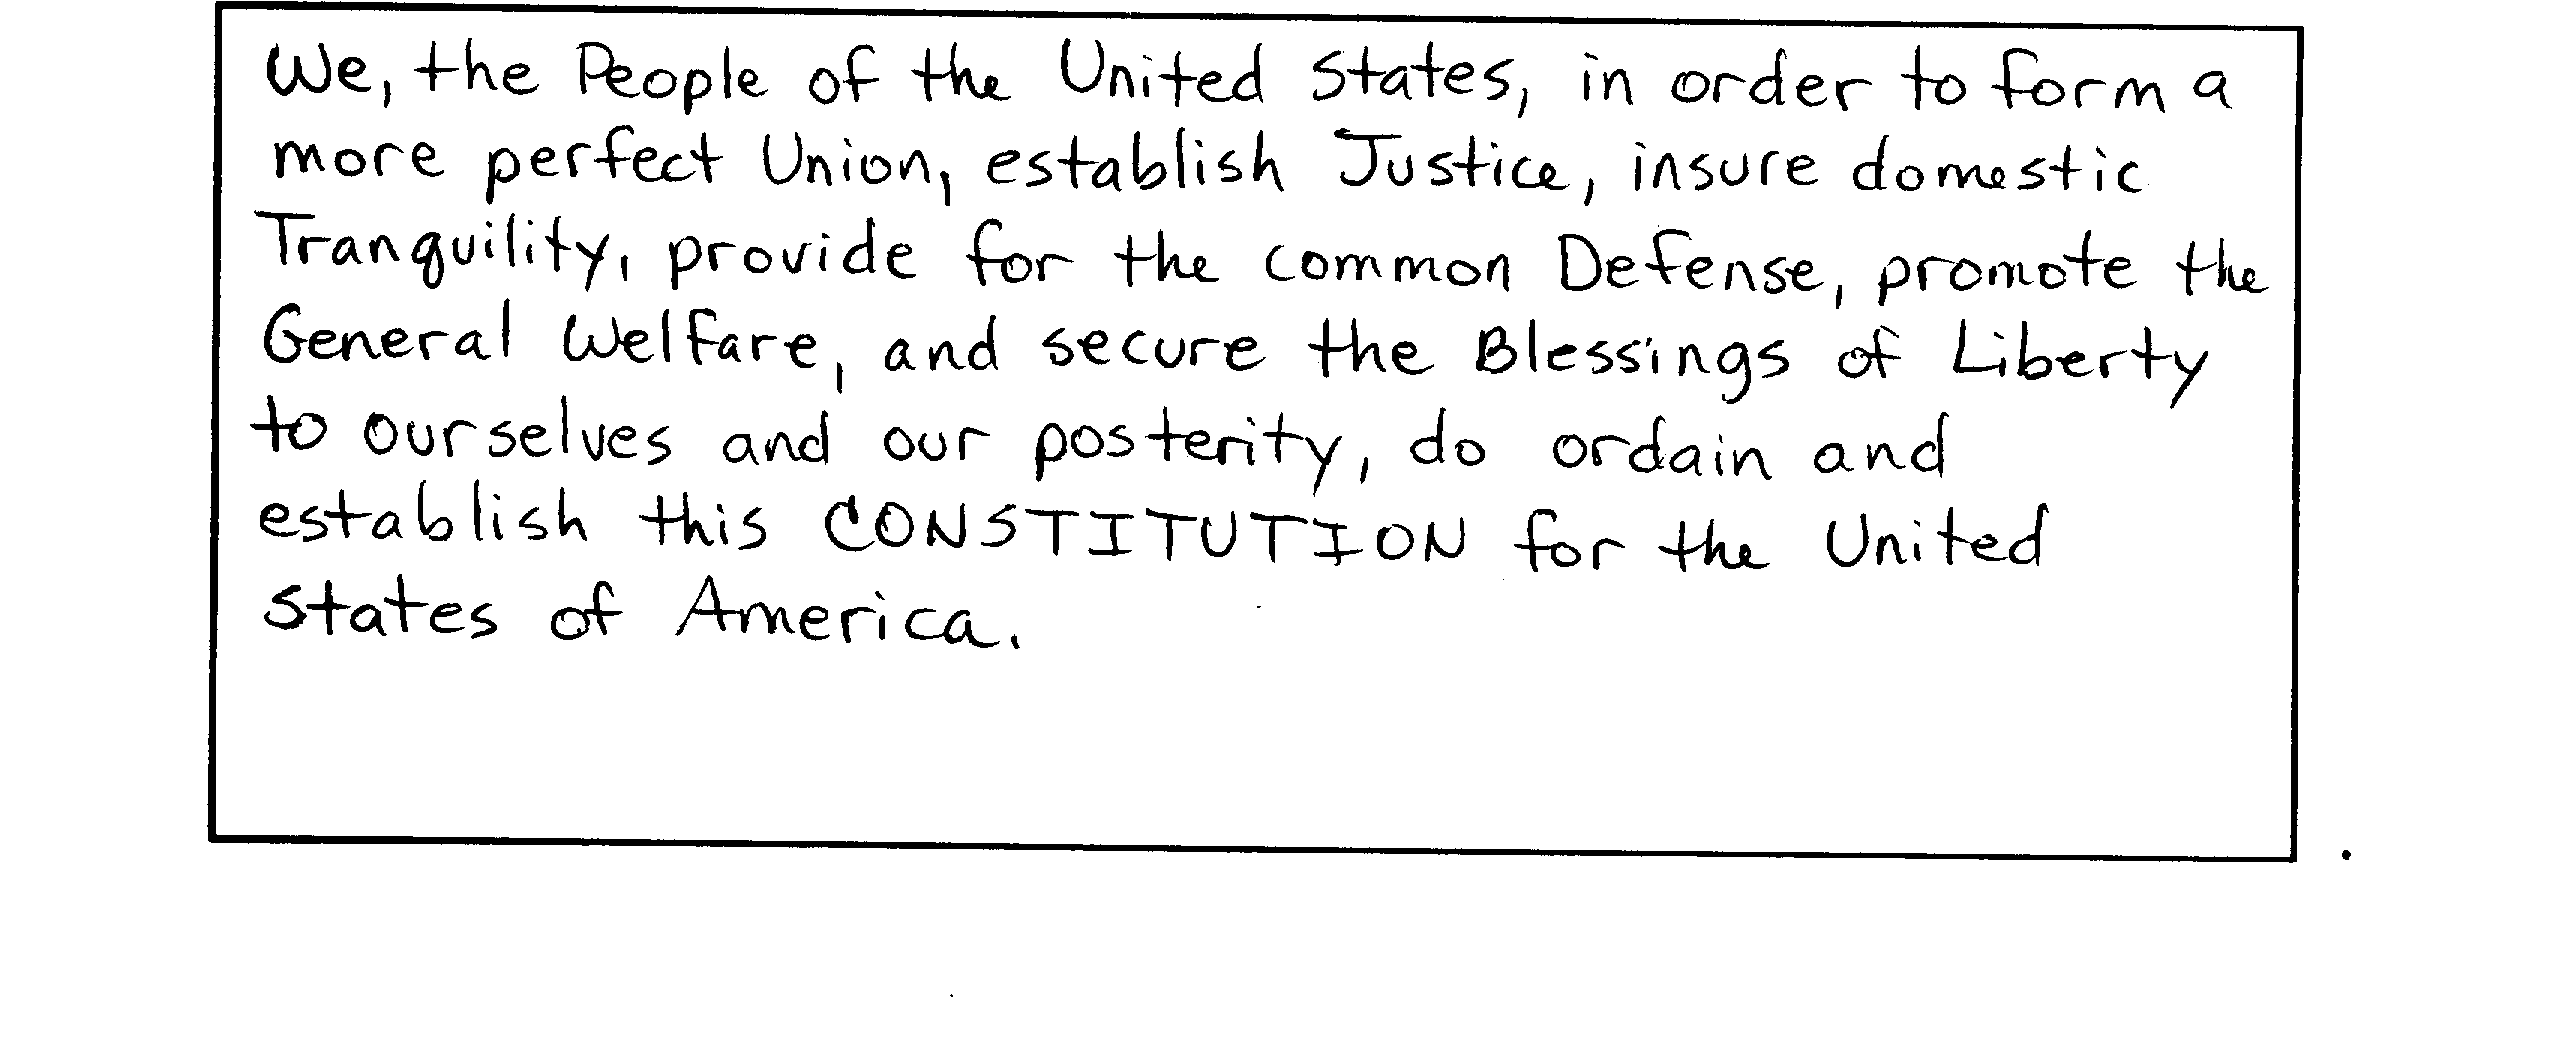 We, the People of the United States, in order to form a
more perfect Union, establish Justice, insure domestic
Tranquility, provide for the common Defense, promote the
General Welfare, and secure the Blessings of Liberty
to ourselves and our posterity, do ordain and
establish this CONSTITUTION for the United
States of America.